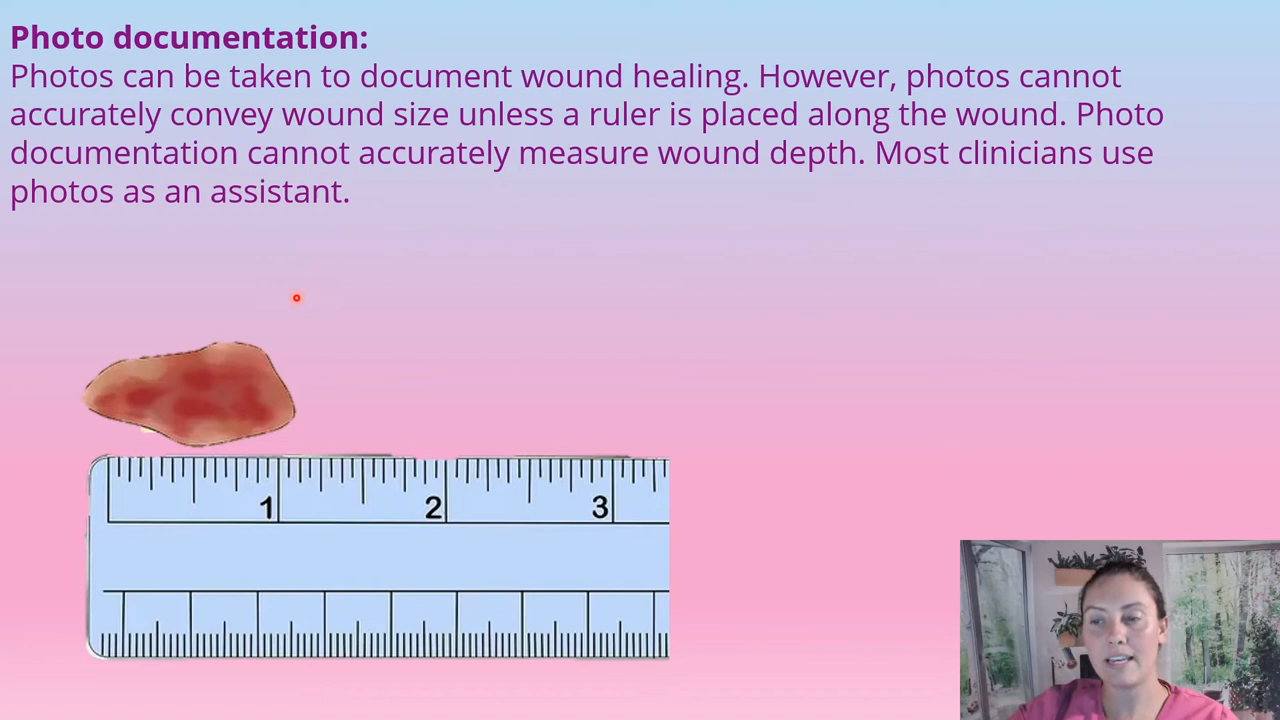 Photo documentation:
Photos can be taken to document wound healing. However, photos cannot
accurately convey wound size unless a ruler is placed along the wound. Photo
documentation cannot accurately measure wound depth. Most clinicians use
photos as an assistant.
1 2 3